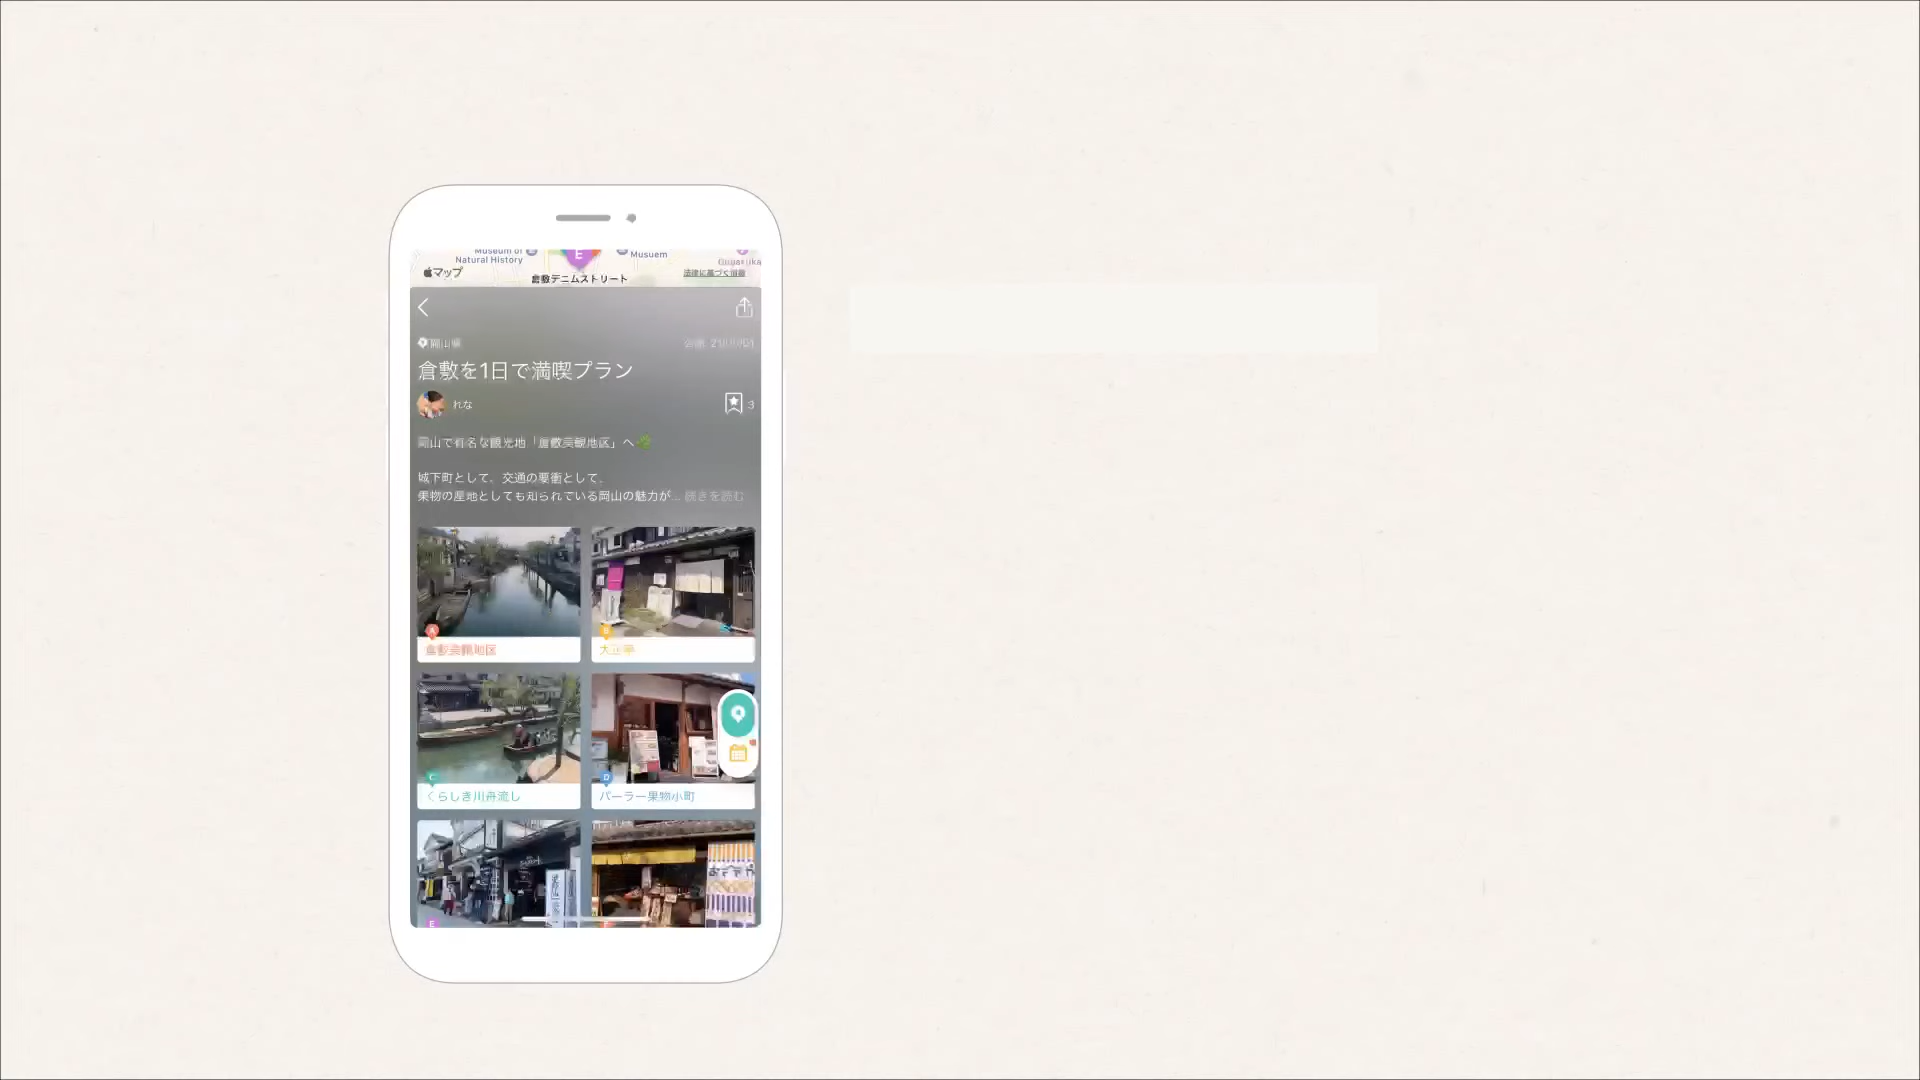 Natural History
Musuem
マップ
倉敷デニムストリート
岡山県
倉敷を1日で満喫プラン
れな
3
岡山で有名な観光地「倉敷美観地区」へ
城下町として、交通の要衝として、
果物の産地としても知られている岡山の魅力が... 続きを読む
A
倉敷美観地区
B
C
くらしき川舟流し
D
パーラー果物小町
E